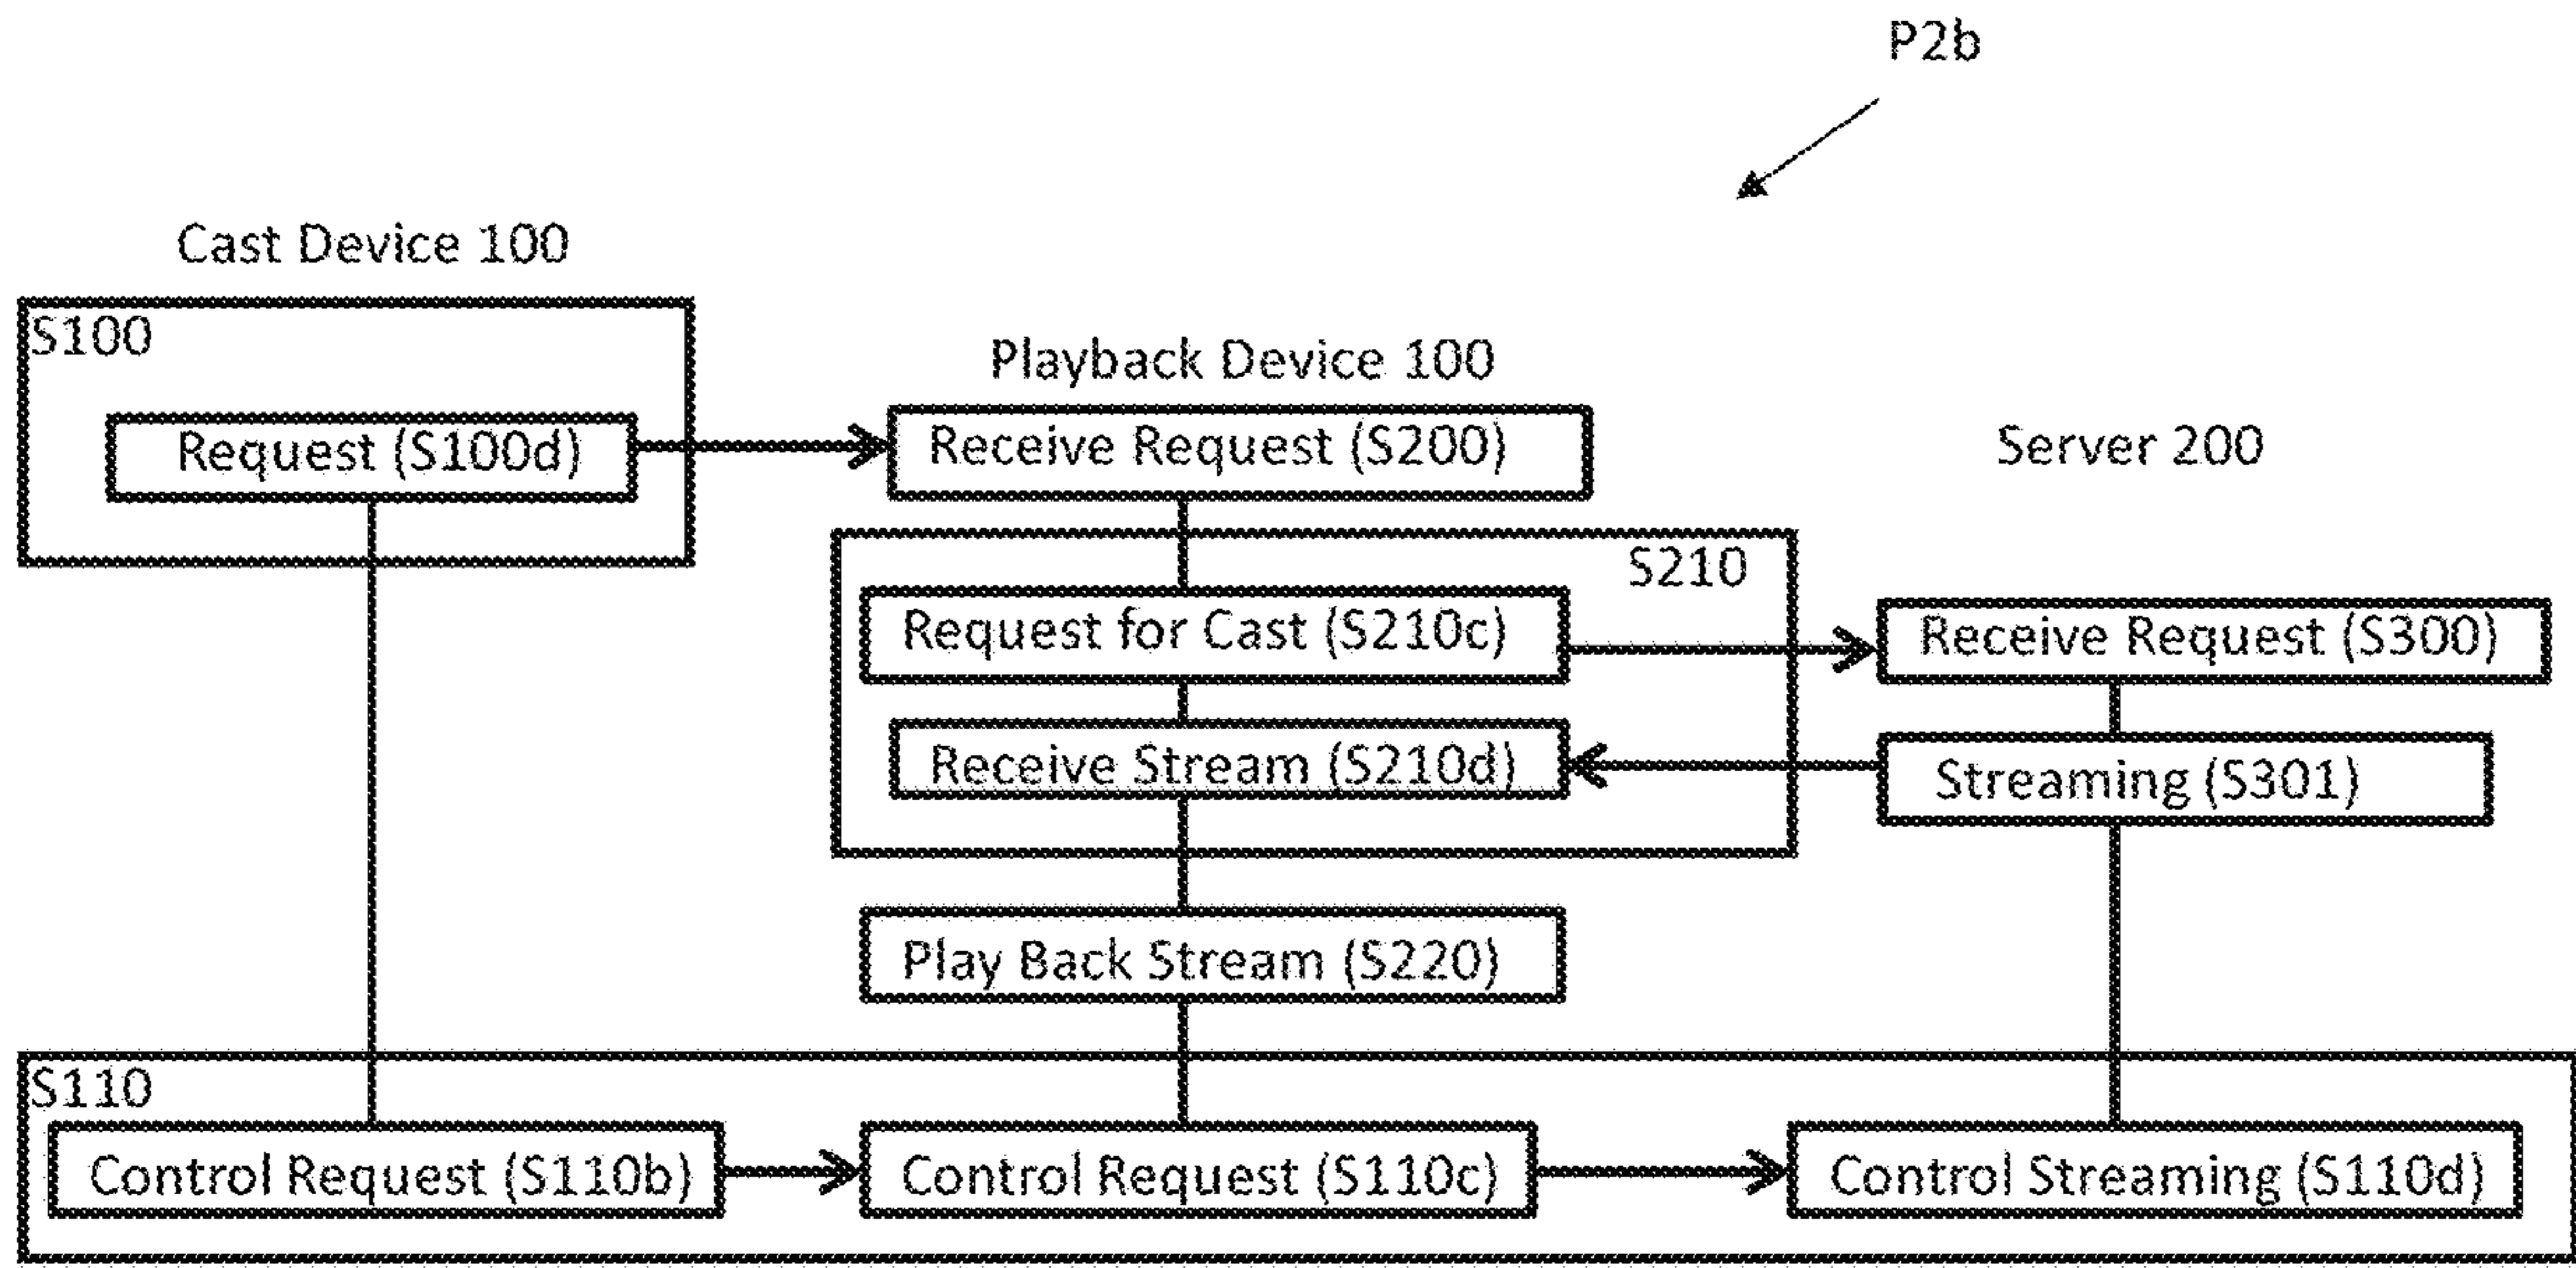 P2b
Cast Device 100
S100
Playback Device 100
Request (S100d)
Receive Request (S200)
Server 200
S210
Request for Cast (S210c)
Receive Request (S300)
Receive Stream (S210d)
Streaming (S301)
Play Back Stream (S220)
S110
Control Request (S110b)
Control Request (S110c)
Control Streaming (S110d)